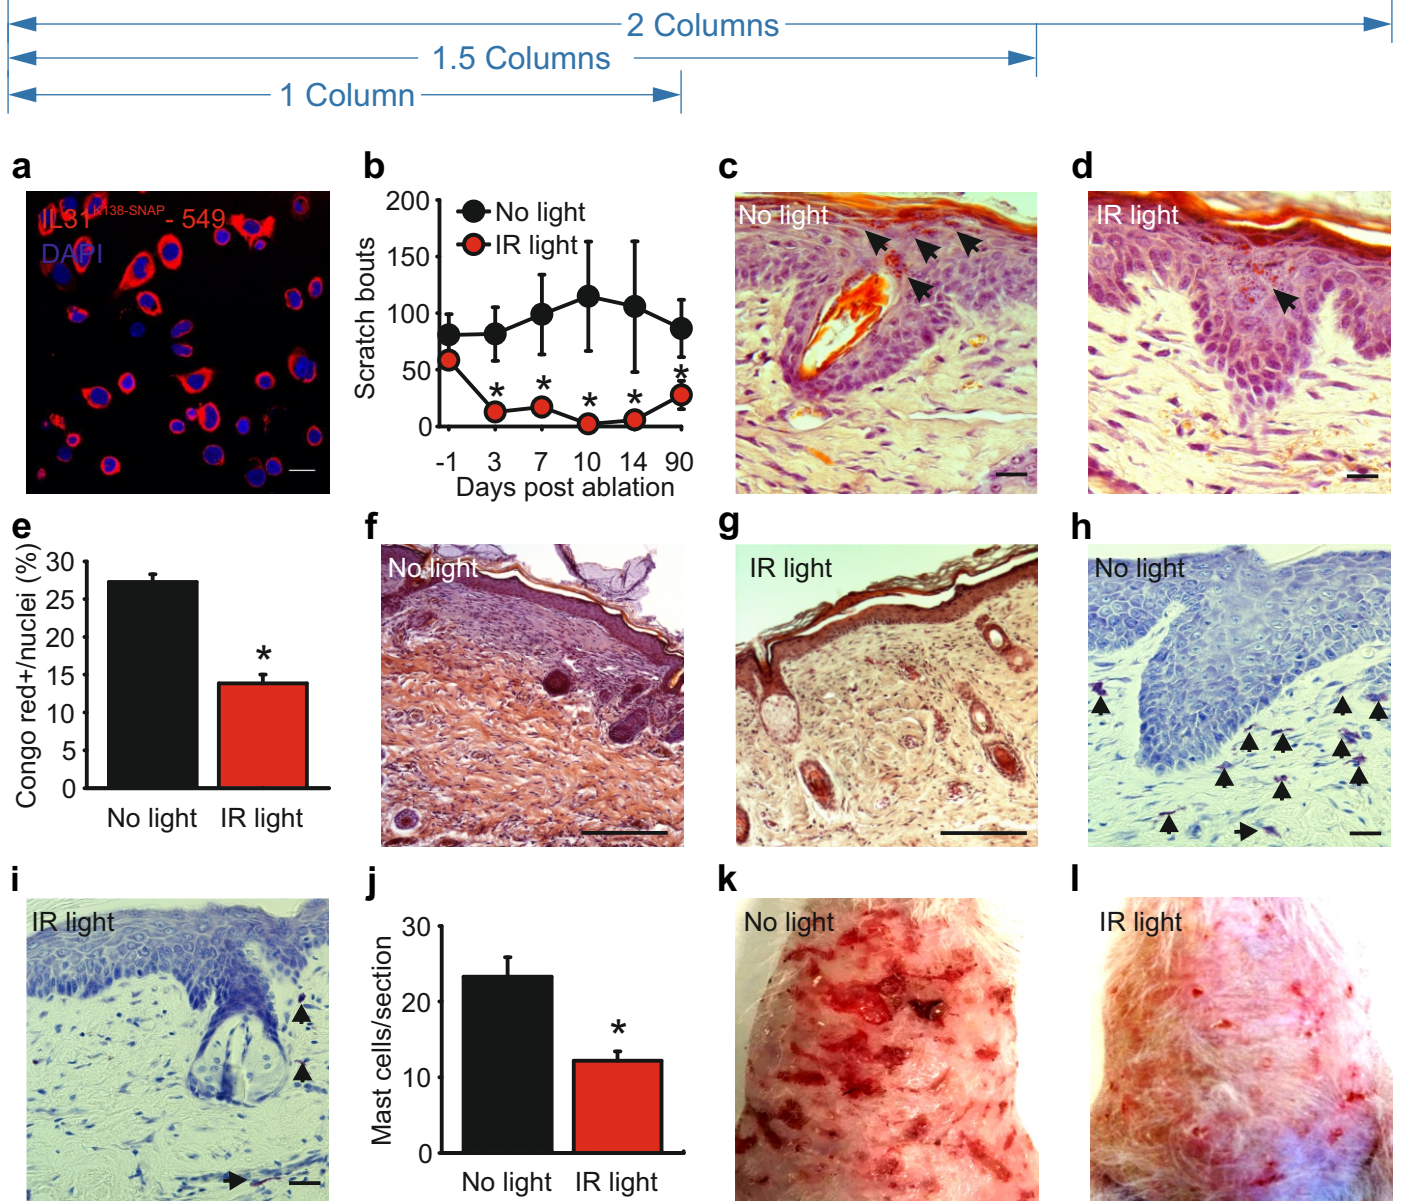 2 Columns
1.5 Columns
1 Column
a
IL31K138-SNAP - 549
DAPI
b
200
150
100
50
0
Scratch bouts
No light
IR light
*
*
*
*
*
-1 3 7 10 14 90
Days post ablation
c
No light
d
IR light
e
Congo red+/nuclei (%)
30
25
20
15
10
5
0
*
No light IR light
f
No light
g
IR light
h
No light
i
IR light
j
Mast cells/section
30
20
10
0
*
No light IR light
k
No light
l
IR light